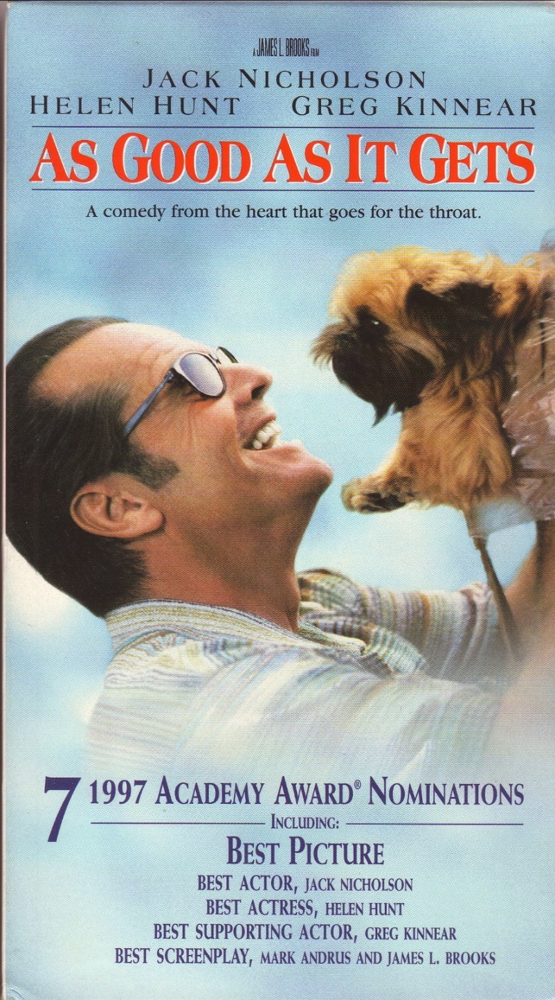 A JAMES L. BROOKS FILM
JACK NICHOLSON
HELEN HUNT GREG KINNEAR
AS GOOD AS IT GETS
A comedy from the heart that goes for the throat.
7 1997 ACADEMY AWARD® NOMINATIONS
INCLUDING:
BEST PICTURE
BEST ACTOR, JACK NICHOLSON
BEST ACTRESS, HELEN HUNT
BEST SUPPORTING ACTOR, GREG KINNEAR
BEST SCREENPLAY, MARK ANDRUS AND JAMES L. BROOKS